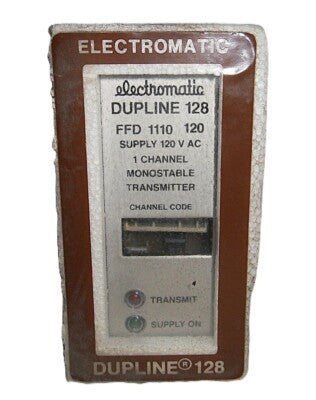 ELECTROMATIC
electromatic
DUPLINE 128
FFD 1110 120
SUPPLY 120 V AC
1 CHANNEL
MONOSTABLE
TRANSMITTER
CHANNEL CODE
TRANSMIT
SUPPLY ON
DUPLINE® 128